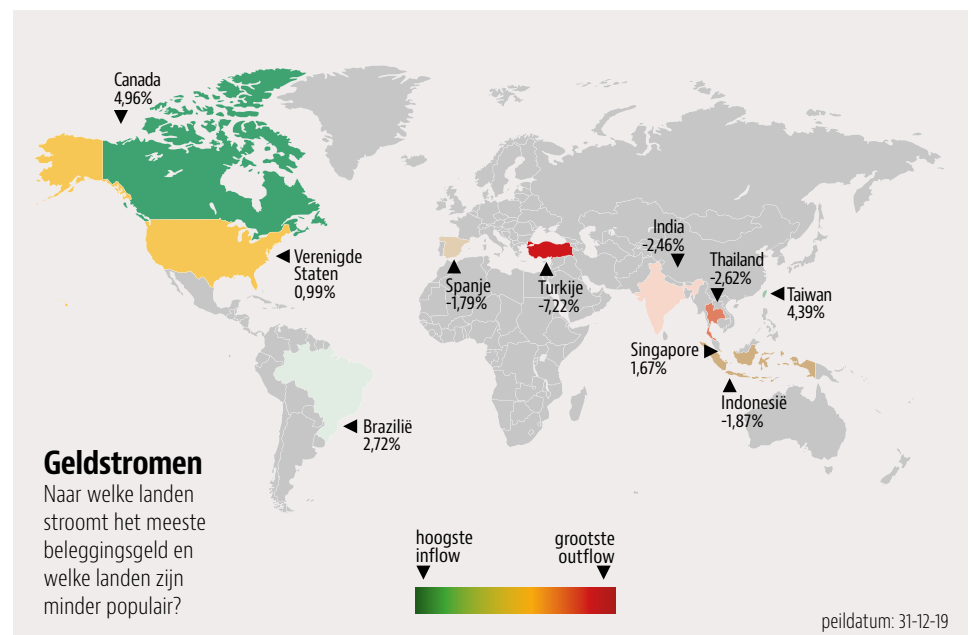 Canada
4,96%
Verenigde
Staten
0,99%
Spanje
-1,79%
Turkije
-7,22%
India
-2,46%
Thailand
-2,62%
Taiwan
4,39%
Singapore
1,67%
Indonesië
-1,87%
Brazilië
2,72%
Geldstromen
Naar welke landen
stroomt het meeste
beleggingsgeld en
welke landen zijn
minder populair?
hoogste
inflow
grootste
outflow
peildatum: 31-12-19